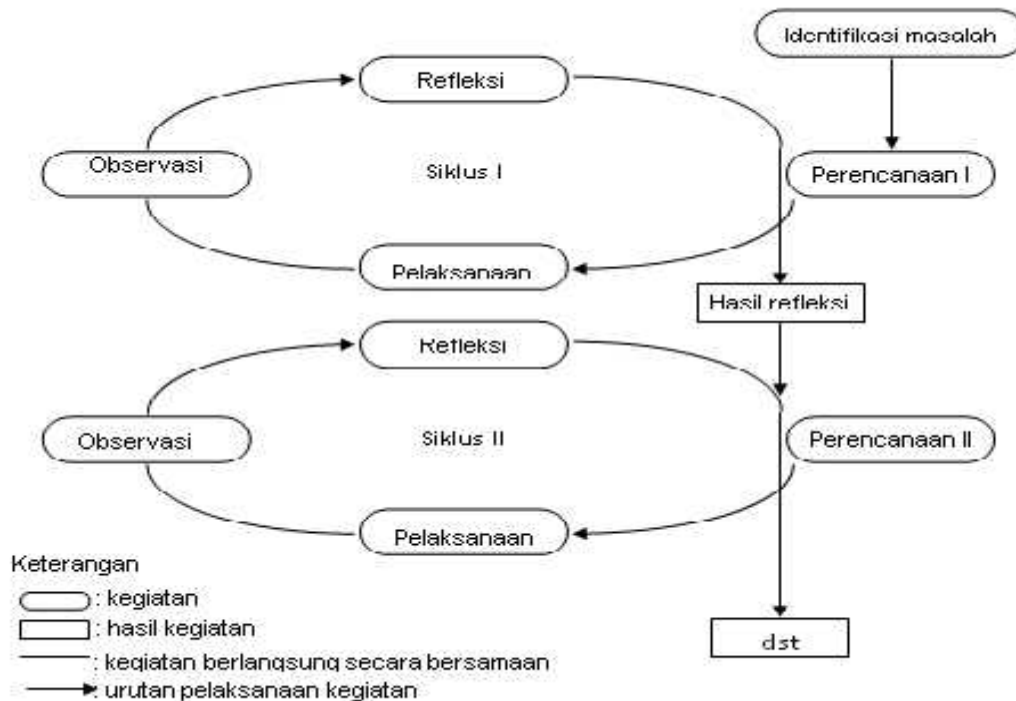 Identifikasi masalah
Refleksi
Observasi
Siklus I
Perencanaan I
Pelaksanaan
Hasil refleksi
Refleksi
Observasi
Siklus II
Perencanaan II
Pelaksanaan
Keterangan
: kegiatan
: hasil kegiatan
dst
: kegiatan berlangsung secara bersamaan
: urutan pelaksanaan kegiatan